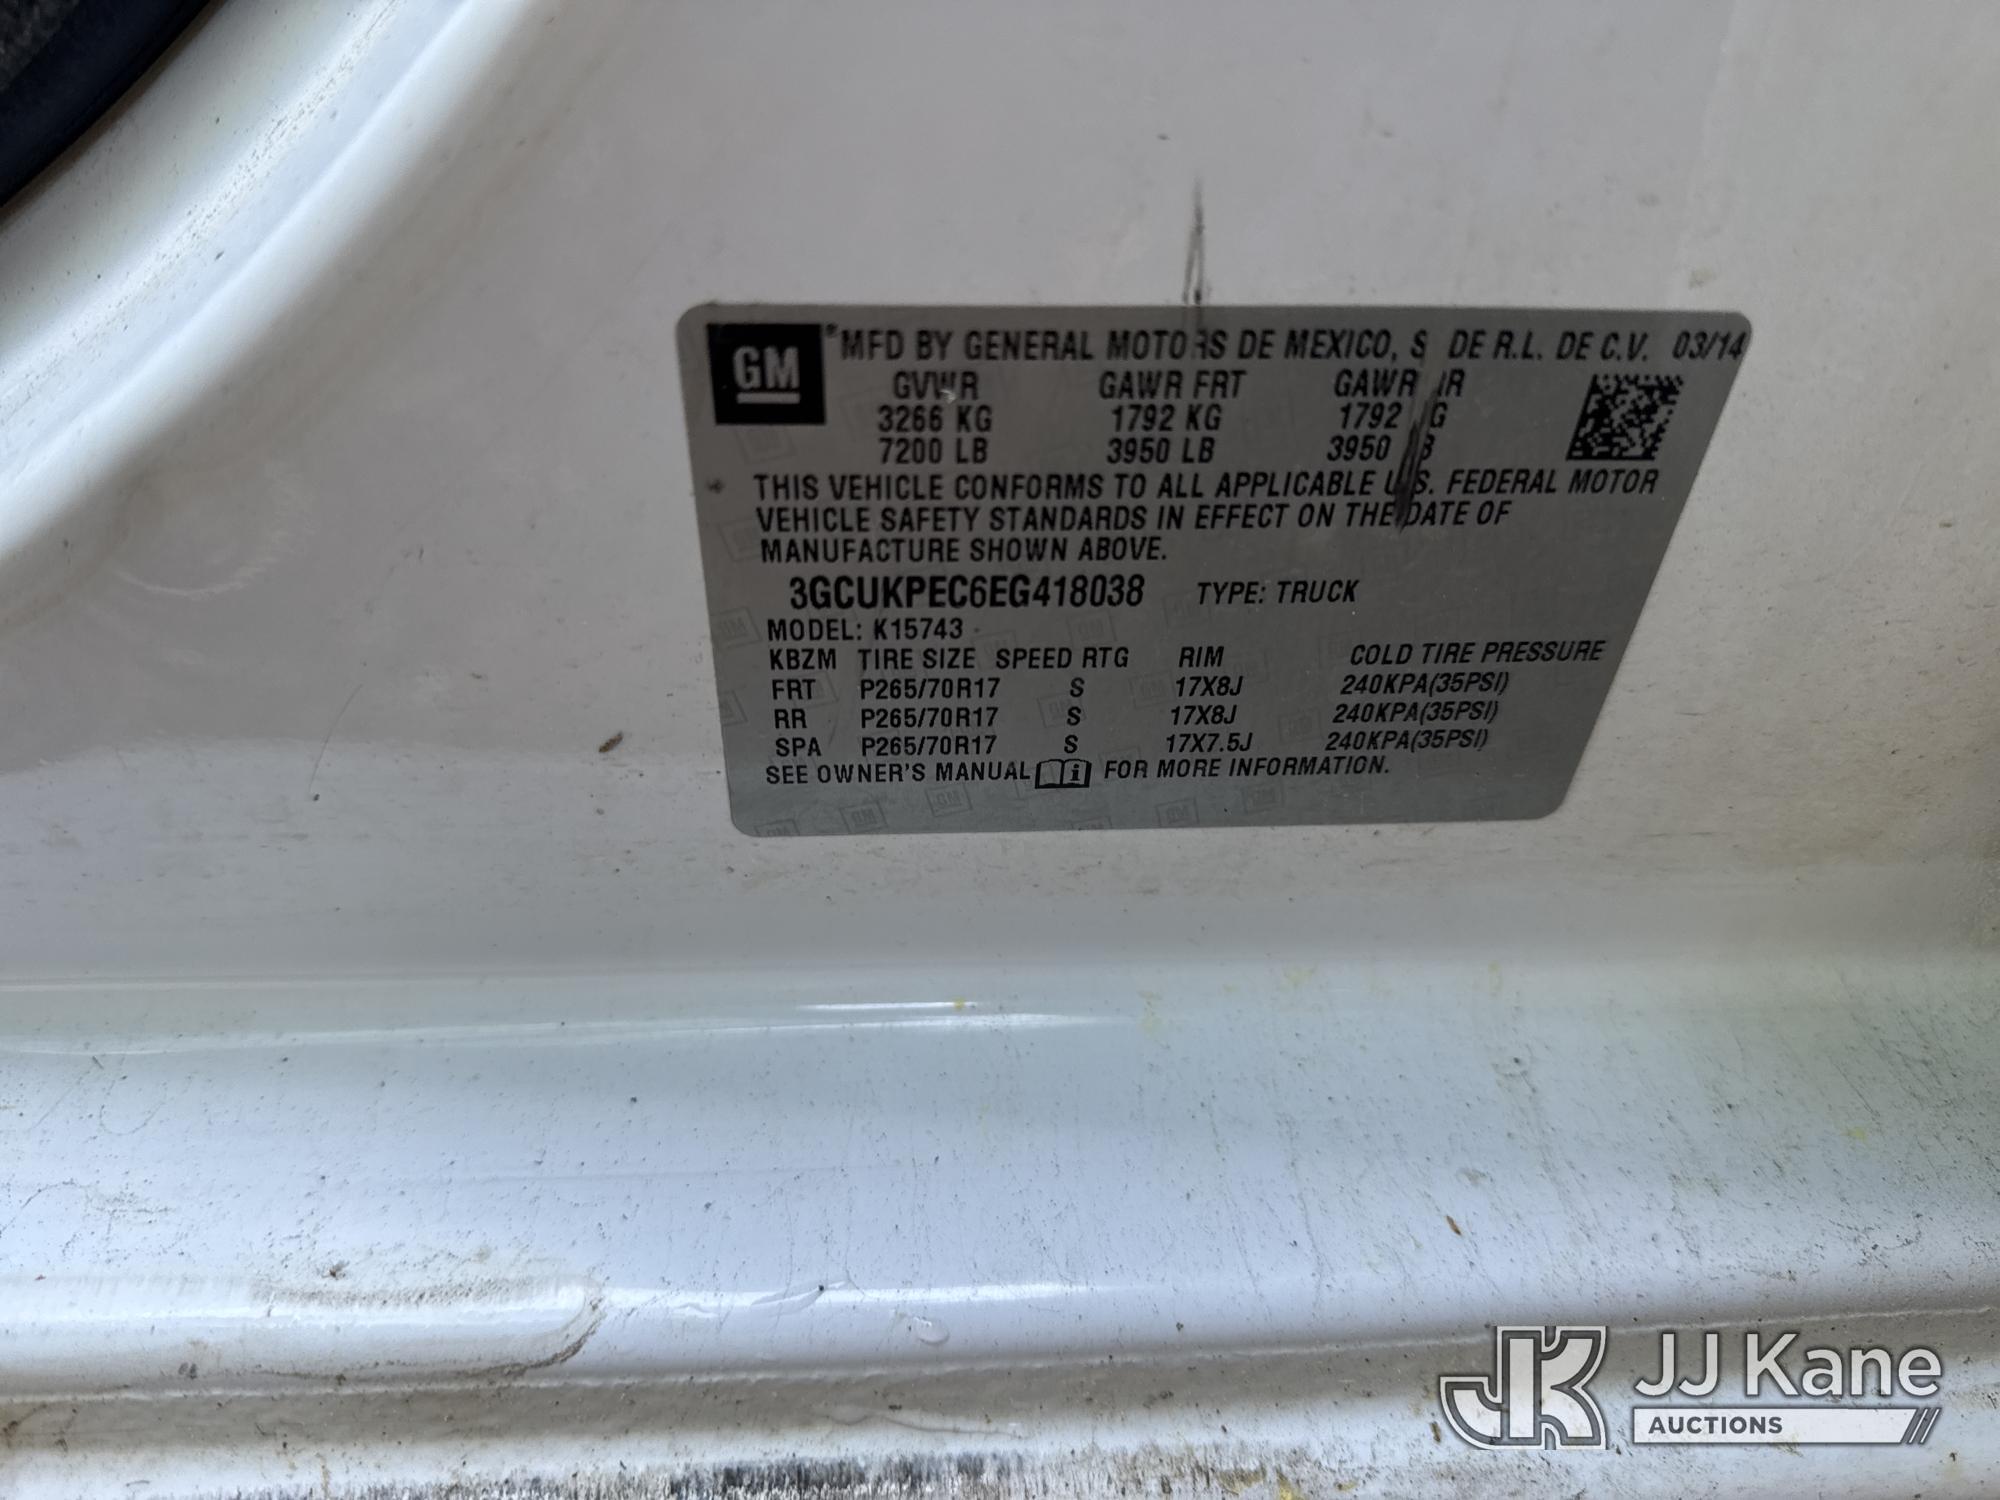 GM ® MFD BY GENERAL MOTORS DE MEXICO, S DE R.L. DE C.V. 03/14
GVWR GAWR FRT GAWR RR
3266 KG 1792 KG 1792 KG
7200 LB 3950 LB 3950 LB
THIS VEHICLE CONFORMS TO ALL APPLICABLE U.S. FEDERAL MOTOR
VEHICLE SAFETY STANDARDS IN EFFECT ON THE DATE OF
MANUFACTURE SHOWN ABOVE.
3GCUKPEC6EG418038 TYPE: TRUCK
MODEL: K15743
KBZM TIRE SIZE SPEED RTG RIM COLD TIRE PRESSURE
FRT P265/70R17 S 17X8J 240KPA(35PSI)
RR P265/70R17 S 17X8J 240KPA(35PSI)
SPA P265/70R17 S 17X7.5J 240KPA(35PSI)
SEE OWNER'S MANUAL FOR MORE INFORMATION.
JK JJ Kane
AUCTIONS